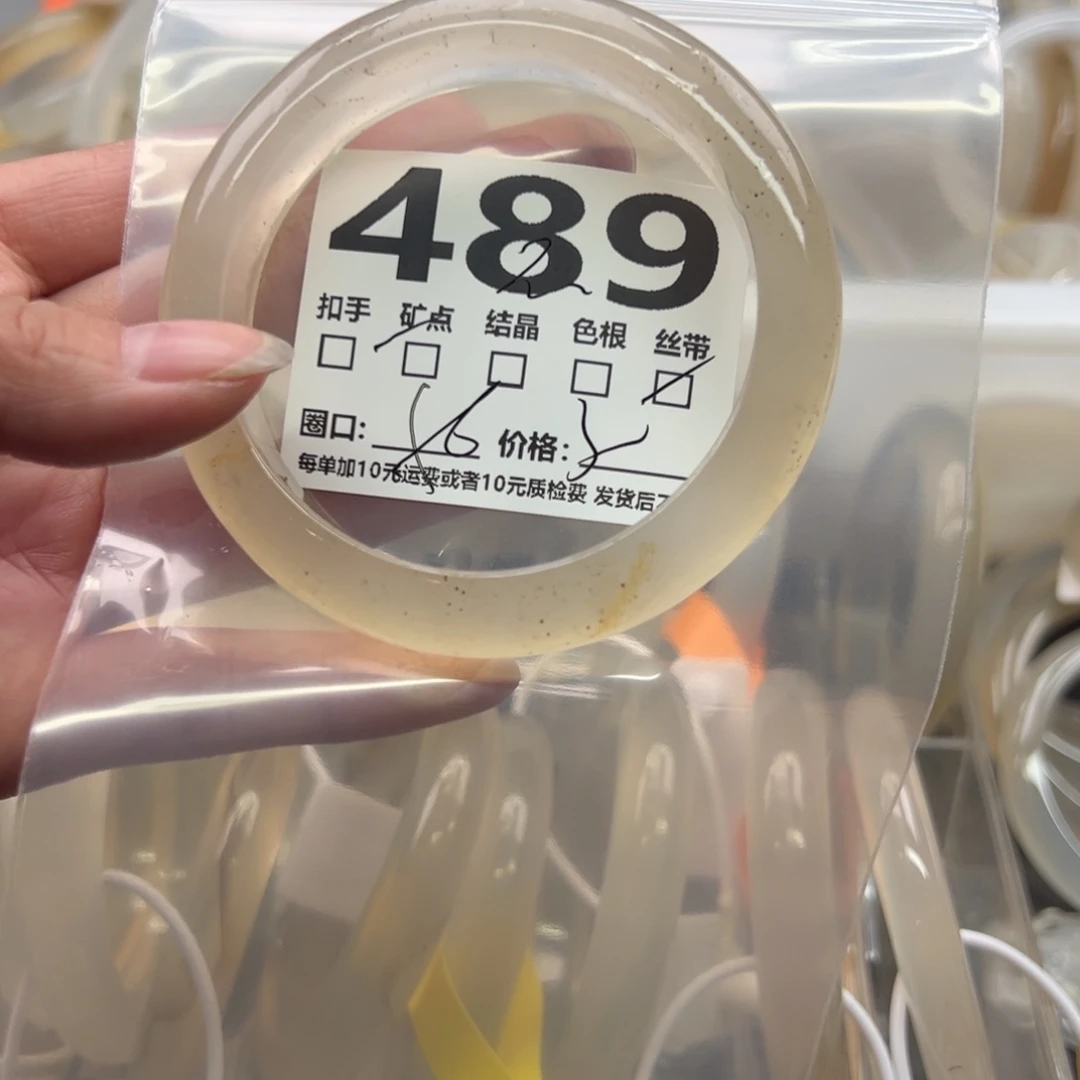 489
扣手 矿点 结晶 色根 丝带
圈口: 价格:
每单加10元运费或者10元质检费 发货后